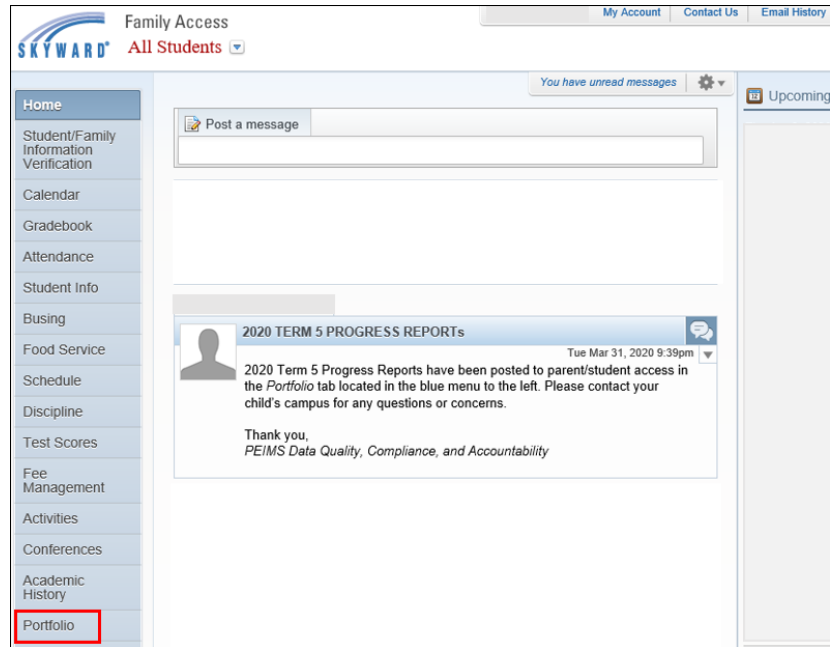 SKYWARD®
Family Access
All Students
My Account
Contact Us
Email History
You have unread messages
Upcoming
Home
Student/Family
Information
Verification
Calendar
Gradebook
Attendance
Student Info
Busing
Food Service
Schedule
Discipline
Test Scores
Fee
Management
Activities
Conferences
Academic
History
Portfolio
Post a message
2020 TERM 5 PROGRESS REPORTs
Tue Mar 31, 2020 9:39pm
2020 Term 5 Progress Reports have been posted to parent/student access in
the Portfolio tab located in the blue menu to the left. Please contact your
child's campus for any questions or concerns.
Thank you,
PEIMS Data Quality, Compliance, and Accountability